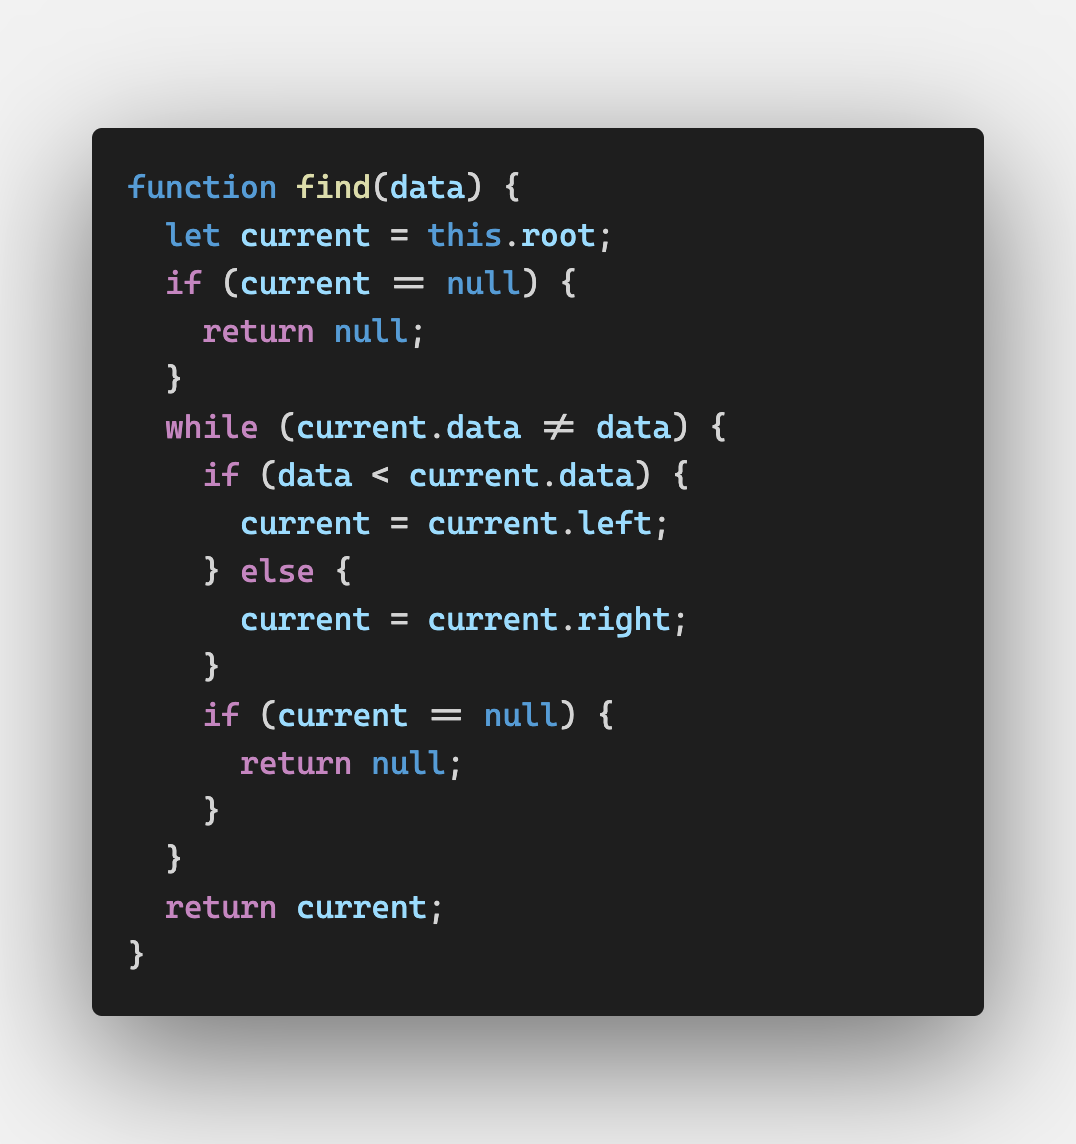 function find(data) {
  let current = this.root;
  if (current == null) {
    return null;
  }
  while (current.data != data) {
    if (data < current.data) {
      current = current.left;
    } else {
      current = current.right;
    }
    if (current == null) {
      return null;
    }
  }
  return current;
}